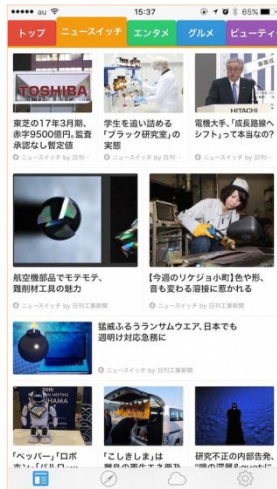 au
15:37
65%
トップ
ニュースイッチ
エンタメ
グルメ
ビューティ
TOSHIBA
HITACHI
東芝の17年3月期、
赤字9500億円。監査
承認なし暫定値
ニュースイッチ by 日刊…
学生を追い詰める
「ブラック研究室」の
実態
ニュースイッチ by 日刊…
電機大手、「成長路線へ
シフト」って本当なの?
ニュースイッチ by 日刊…
航空機部品でモテモテ、
難削材工具の魅力
ニュースイッチ by 日刊工業新聞
【今週のリケジョ小町】色や形、
音も変わる溶接に惹かれる
ニュースイッチ by 日刊工業新聞
猛威ふるうランサムウエア、日本でも
週明け対応急務に
ニュースイッチ by 日刊工業新聞
「ペッパー」「ロボ
「こしきしま」は
研究不正の内部告発、